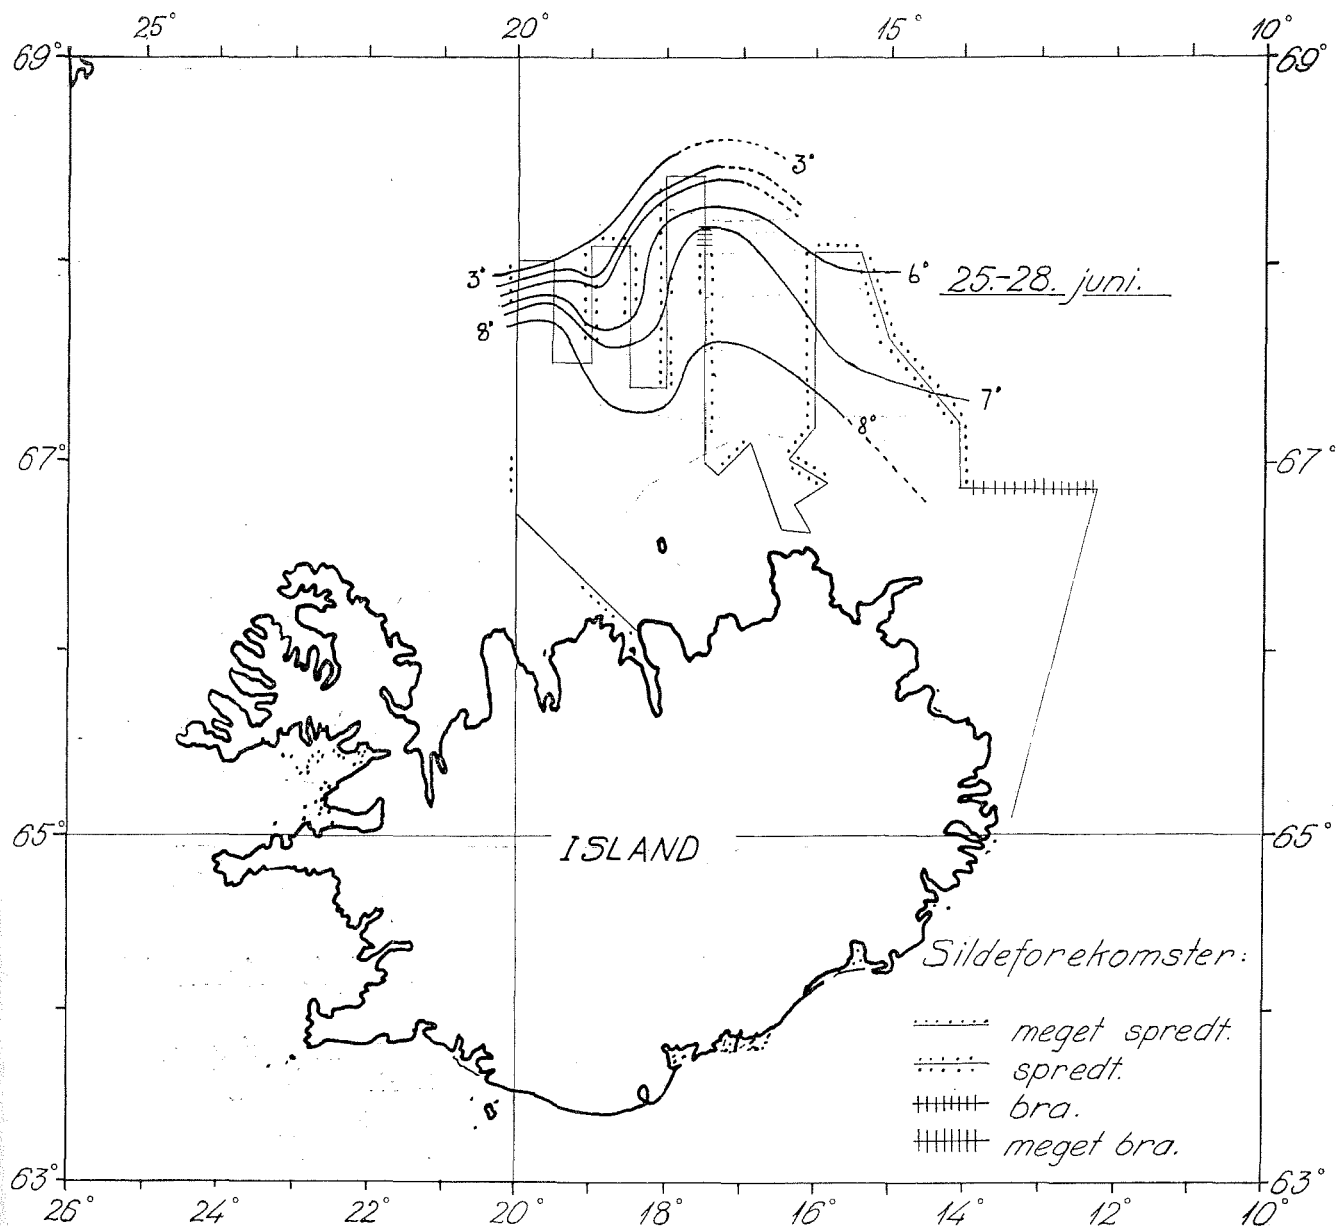 25° 20° 15° 10°
69° 69°
3°
3° 6° 25.-28. juni.
8°
7°
8°
67° 67°
65° ISLAND 65°
Sildeforekomster:
meget spredt.
spredt.
bra.
meget bra.
63° 63°
26° 24° 22° 20° 18° 16° 14° 12° 10°